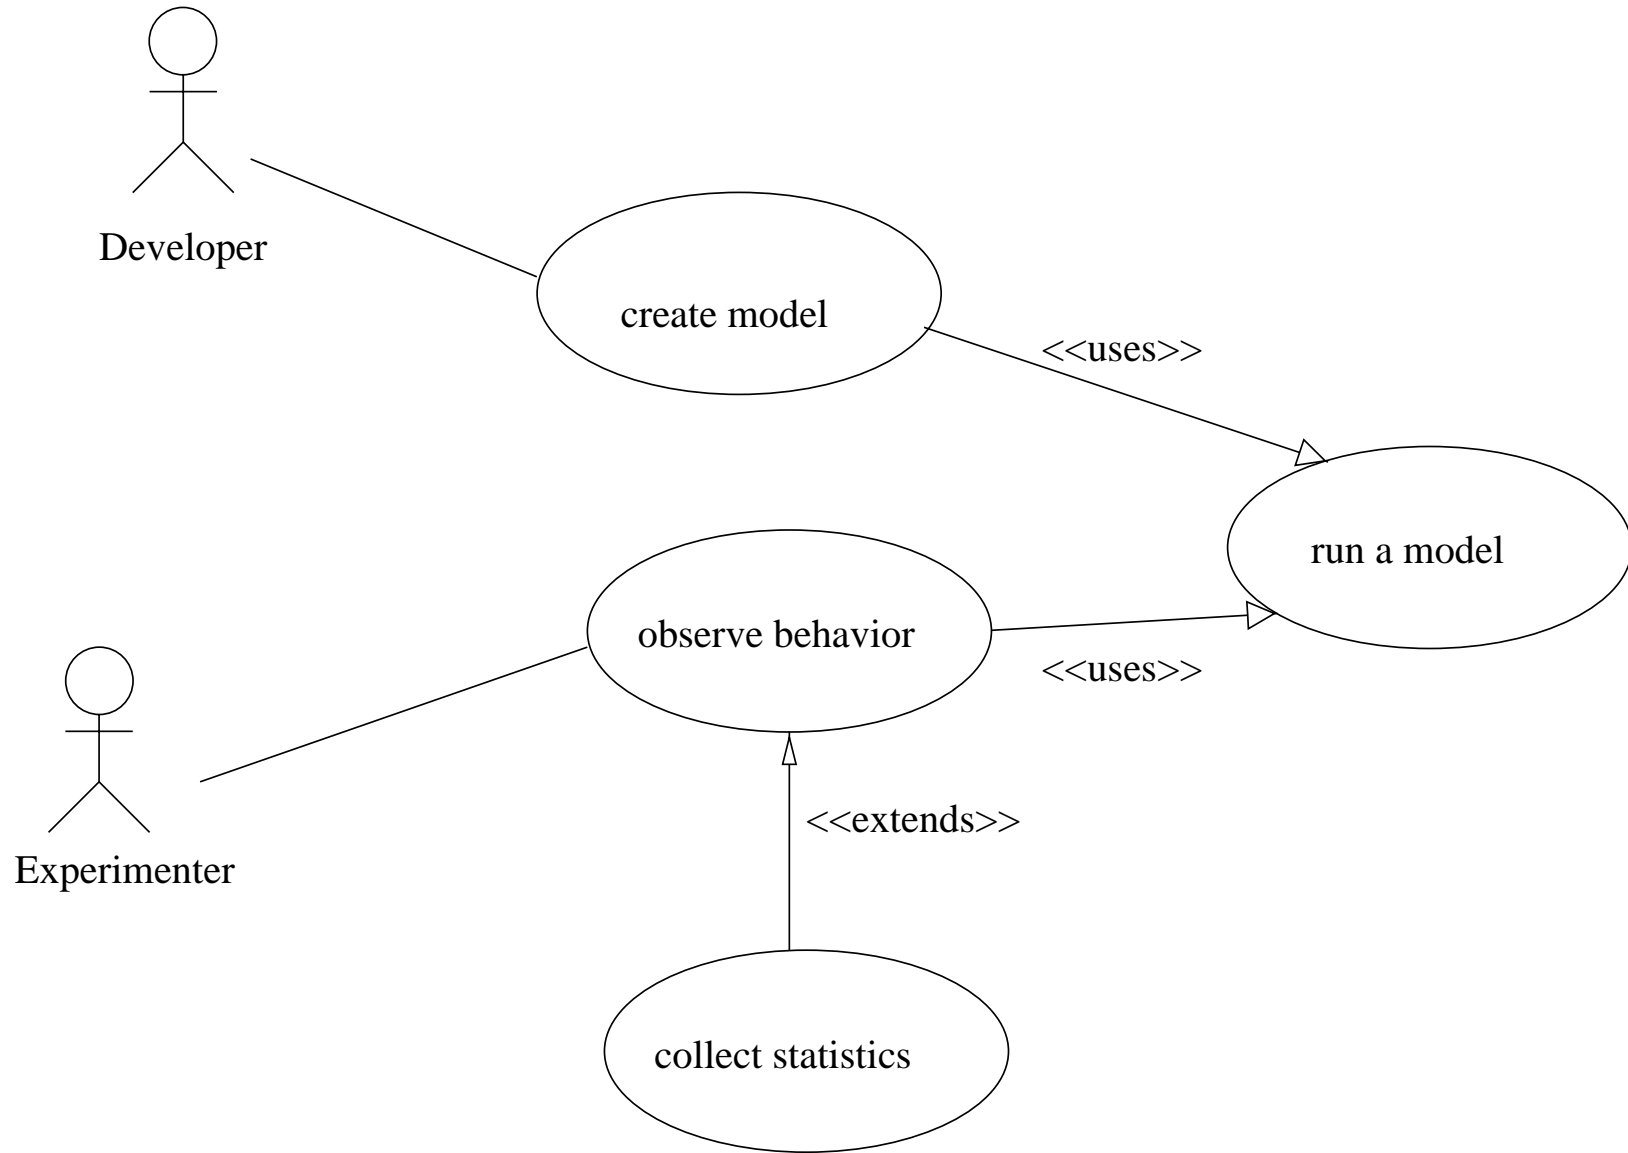 Developer
create model
<<uses>>
run a model
observe behavior
<<uses>>
Experimenter
<<extends>>
collect statistics